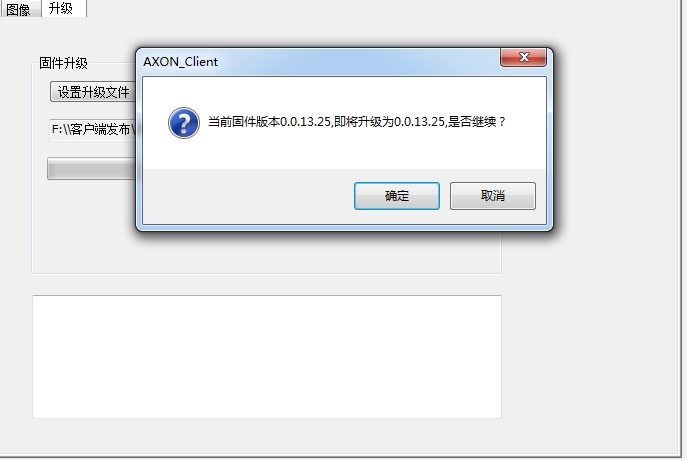 图像 升级
固件升级
设置升级文件
F:\\客户端发布\
AXON_Client
当前固件版本0.0.13.25,即将升级为0.0.13.25,是否继续？
确定 取消